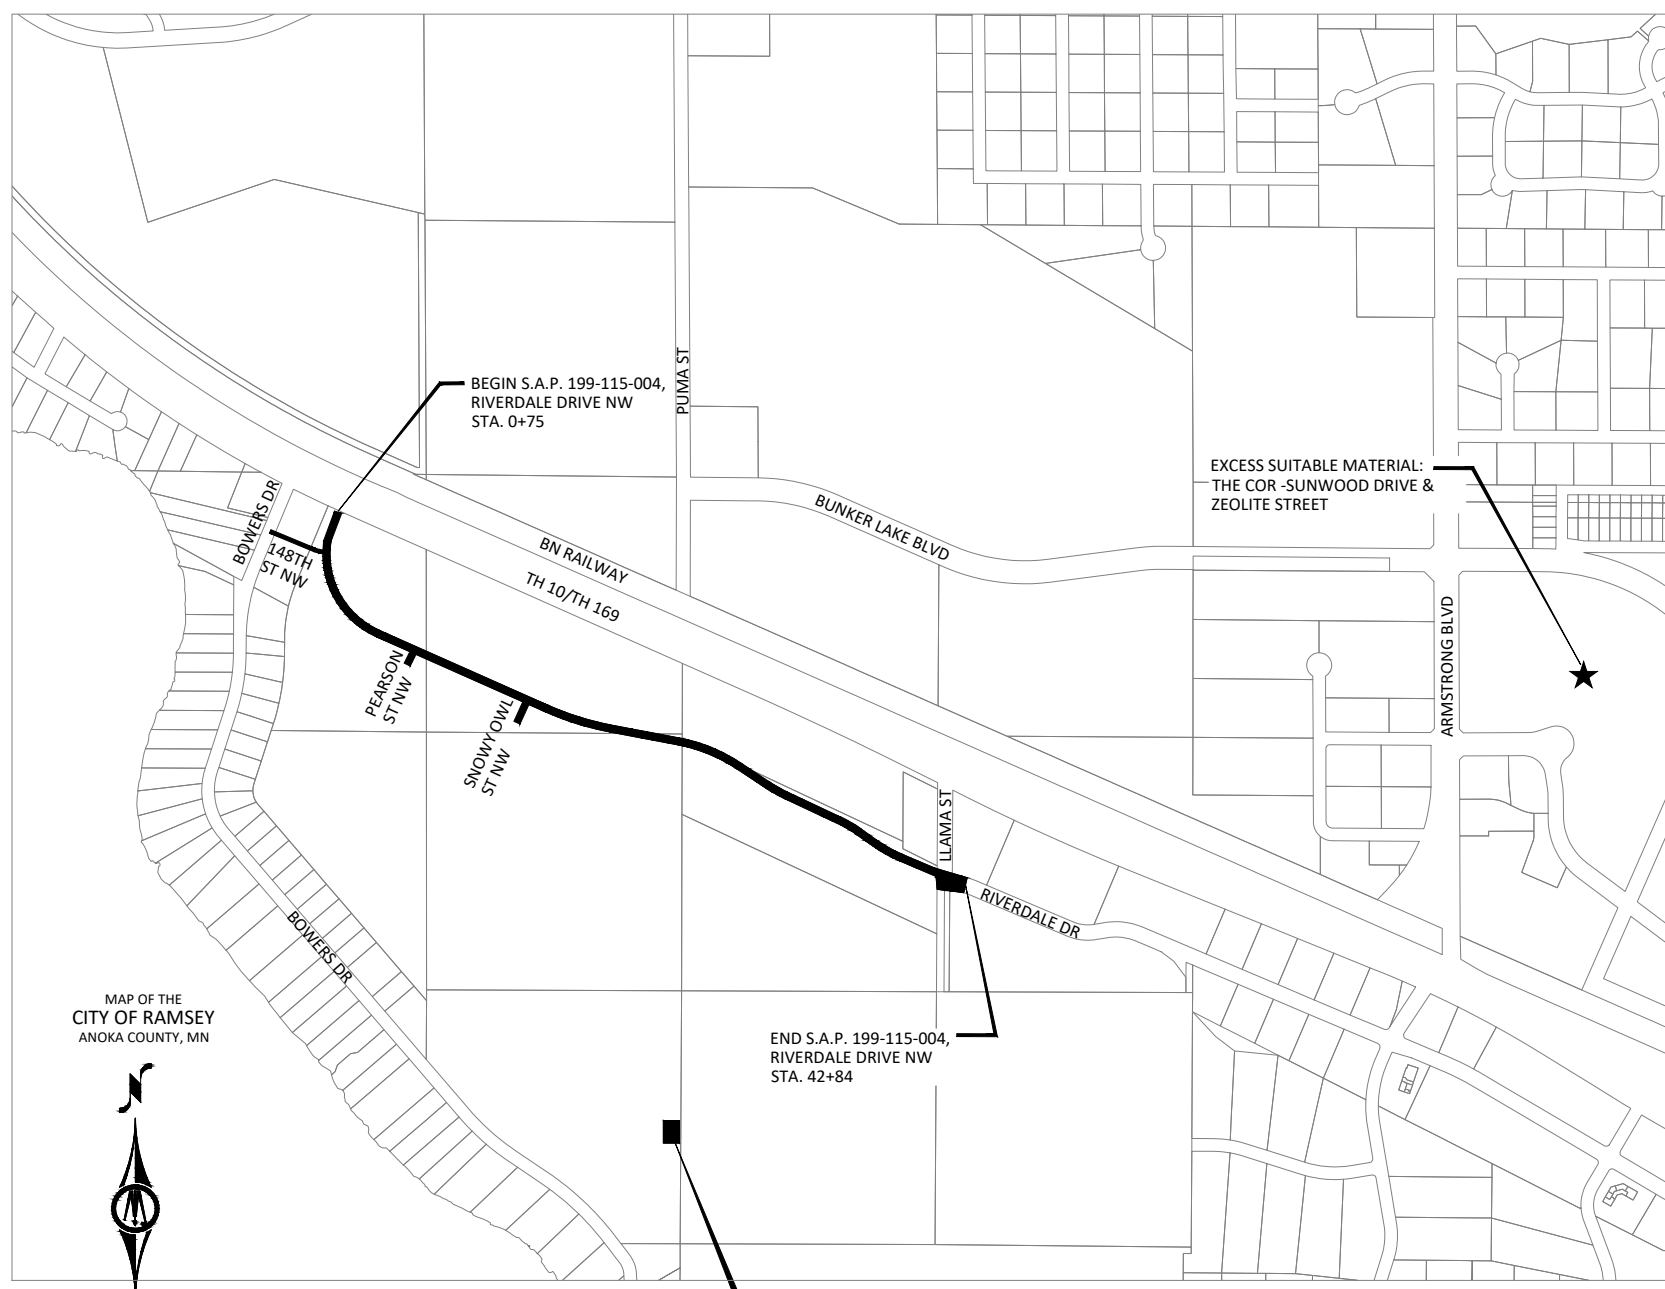 BEGIN S.A.P. 199-115-004,
RIVERDALE DRIVE NW
STA. 0+75
PUMA ST
EXCESS SUITABLE MATERIAL:
THE COR -SUNWOOD DRIVE &
ZEOLITE STREET
BUNKER LAKE BLVD
BOWERS DR
148TH
ST NW
BN RAILWAY
TH 10/TH 169
ARMSTRONG BLVD
PEARSON
ST NW
SNOWY OWL
ST NW
LLAMA ST
RIVERDALE DR
BOWERS DR
MAP OF THE
CITY OF RAMSEY
ANOKA COUNTY, MN
N
END S.A.P. 199-115-004,
RIVERDALE DRIVE NW
STA. 42+84